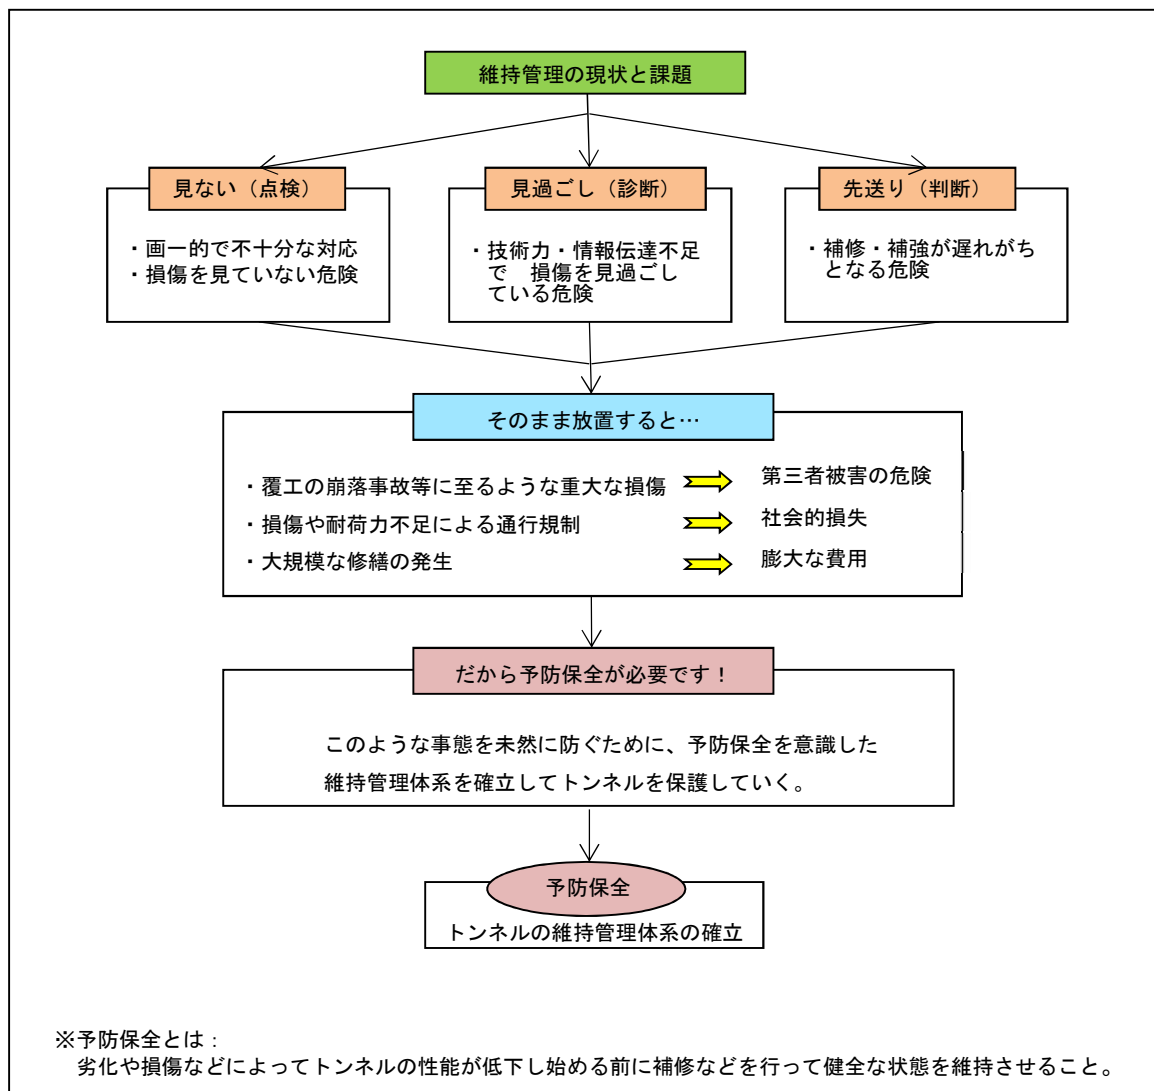 維持管理の現状と課題
見ない（点検）
・画一的で不十分な対応
・損傷を見ていない危険
見過ごし（診断）
・技術力・情報伝達不足
で　損傷を見過ごし
ている危険
先送り（判断）
・補修・補強が遅れがち
となる危険
そのまま放置すると…
・覆工の崩落事故等に至るような重大な損傷
第三者被害の危険
・損傷や耐荷力不足による通行規制
社会的損失
・大規模な修繕の発生
膨大な費用
だから予防保全が必要です！
このような事態を未然に防ぐために、予防保全を意識した
維持管理体系を確立してトンネルを保護していく。
予防保全
トンネルの維持管理体系の確立
※予防保全とは：
劣化や損傷などによってトンネルの性能が低下し始める前に補修などを行って健全な状態を維持させること。